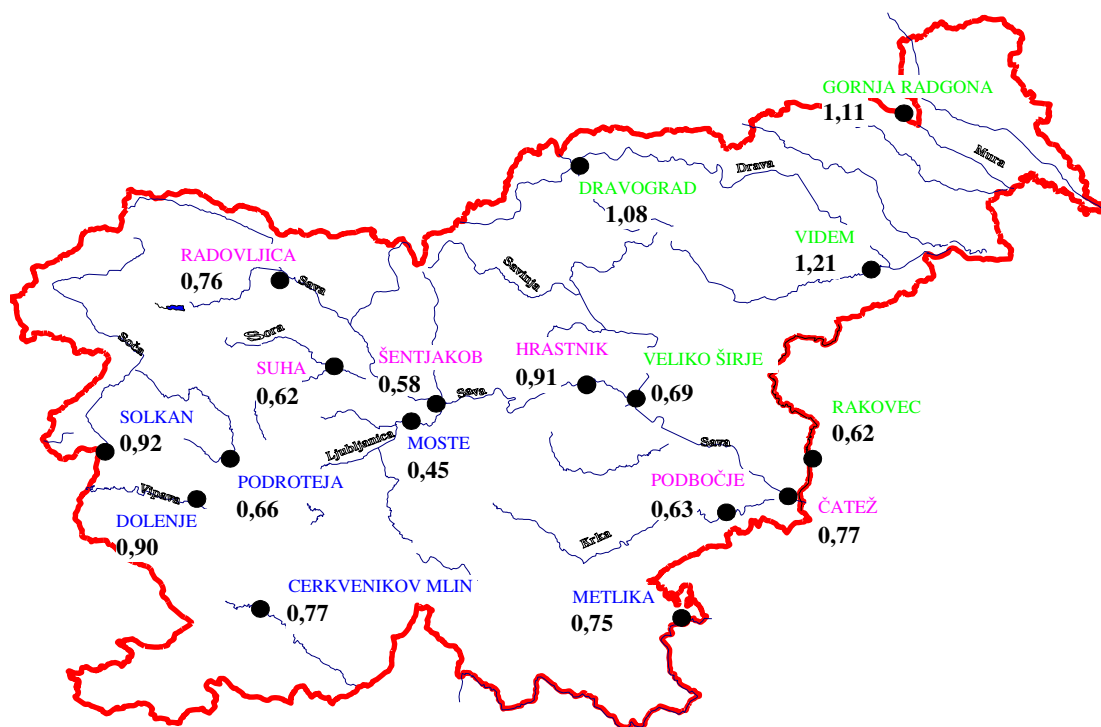 GORNJA RADGONA
1,11
Mura
Drava
DRAVOGRAD
1,08
VIDEM
1,21
RADOVLJICA
0,76
Sava
Savinja
Soča
Sora
SUHA
0,62
ŠENTJAKOB
0,58
Sava
HRASTNIK
0,91
VELIKO ŠIRJE
0,69
SOLKAN
0,92
Ljubljanica
MOSTE
0,45
Sava
RAKOVEC
0,62
PODROTEJA
0,66
Vipava
DOLENJE
0,90
PODBOČJE
0,63
ČATEŽ
0,77
Krka
CERKVENIKOV MLIN
0,77
METLIKA
0,75